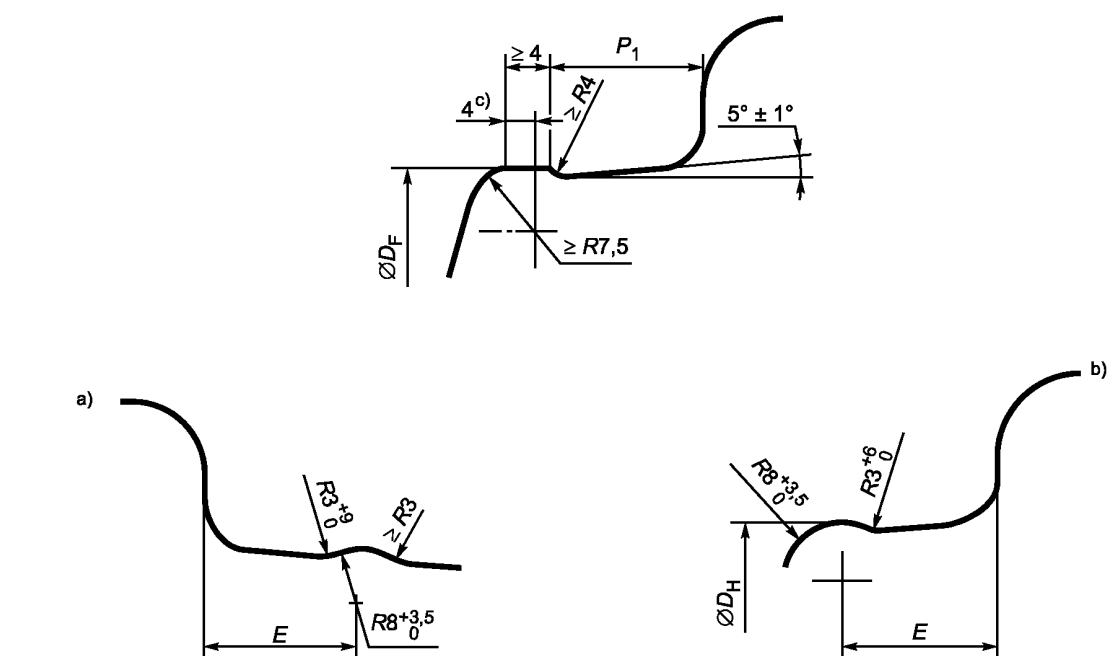 ≥ 4
P1
4 c)
≥ R4
5° ± 1°
ØDF
≥ R7,5
a)
b)
R3 +9 0
≥ R3
R8 +3,5 0
R3 +6 0
ØDH
R8 +3,5 0
E
E